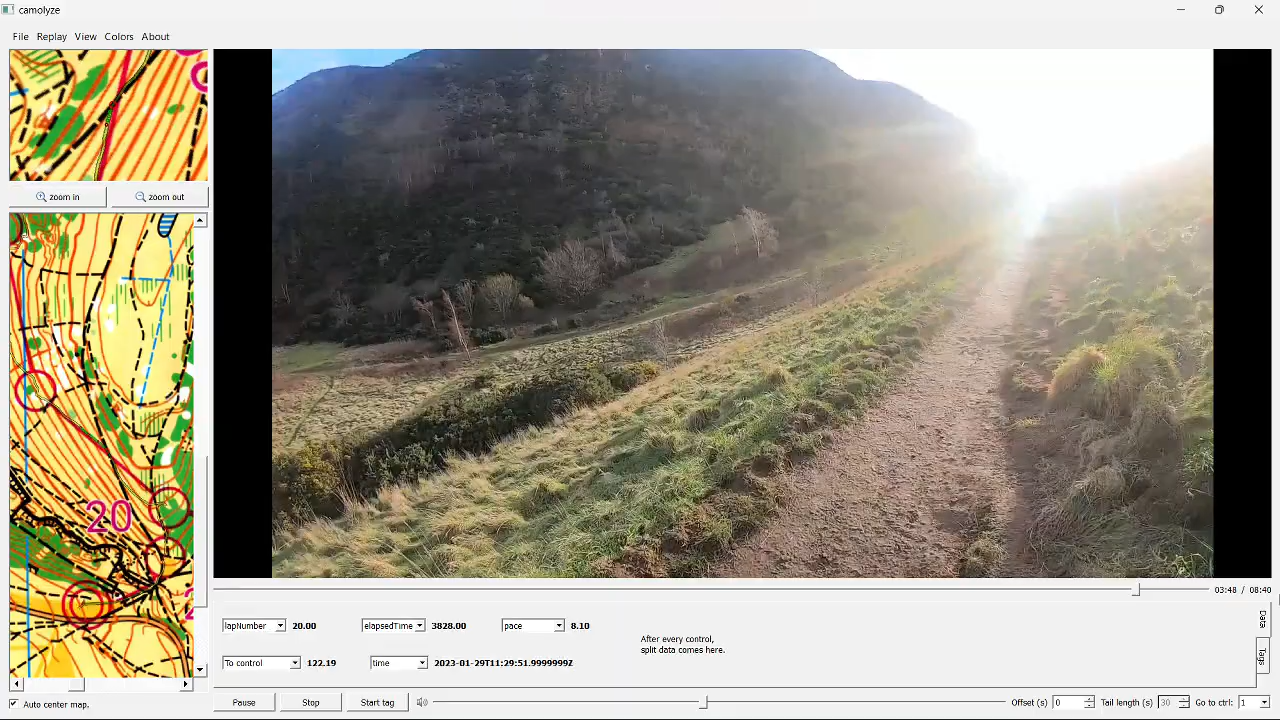 camolyze
File Replay View Colors About
zoom in
zoom out
20
03:48 / 08:40
lapNumber 20.00 elapsedTime 3828.00 pace 8.10
After every control,
split data comes here.
To control 122.19 time 2023-01-29T11:29:51.9999999Z
Data
Tags
Auto center map.
Pause Stop Start tag Offset (s) 0 Tail length (s) 30 Go to ctrl: 1